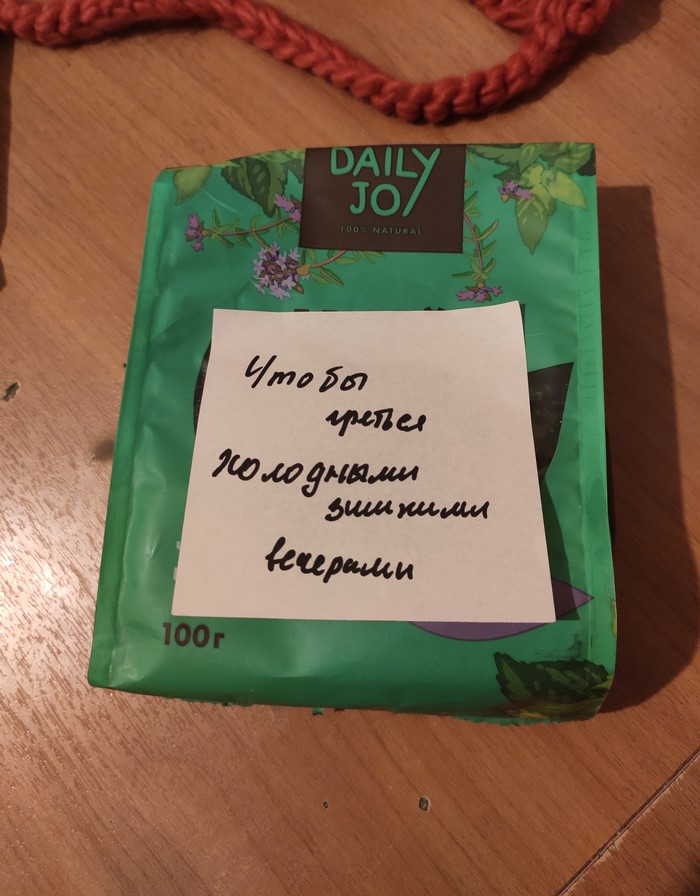 DAILY
JOY
100% NATURAL
Чтобы
греться
холодными
зимними
вечерами
100г